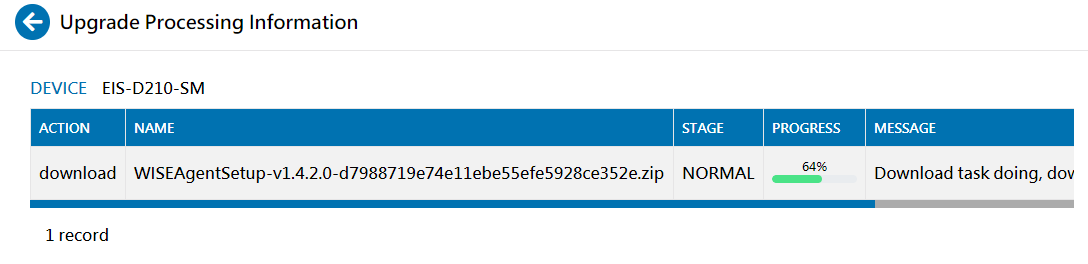 Upgrade Processing Information
DEVICE EIS-D210-SM
ACTION NAME STAGE PROGRESS MESSAGE
download WISEAgentSetup-v1.4.2.0-d7988719e74e11ebe55efe5928ce352e.zip NORMAL 64% Download task doing, dow
1 record